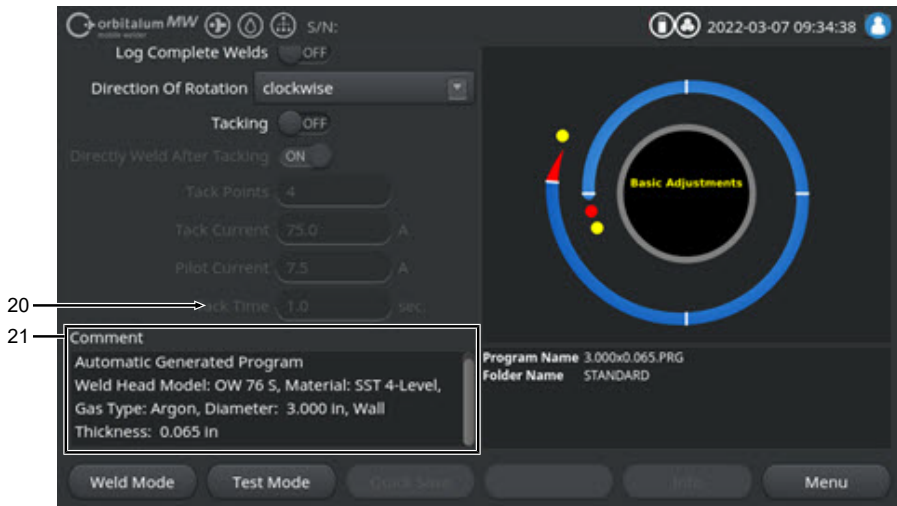 orbitalum MW S/N: 2022-03-07 09:34:38
mobile welder
Log Complete Welds OFF
Direction Of Rotation clockwise
Tacking OFF
Directly Weld After Tacking ON
Tack Points 4
Tack Current 75.0 A
Pilot Current 7.5 A
20 Tack Time 1.0 sec.
21 Comment
Automatic Generated Program
Weld Head Model: OW 76 S, Material: SST 4-Level,
Gas Type: Argon, Diameter: 3.000 in, Wall
Thickness: 0.065 in
Basic Adjustments
Program Name 3.000x0.065.PRG
Folder Name STANDARD
Weld Mode Test Mode Quick Save Info Menu